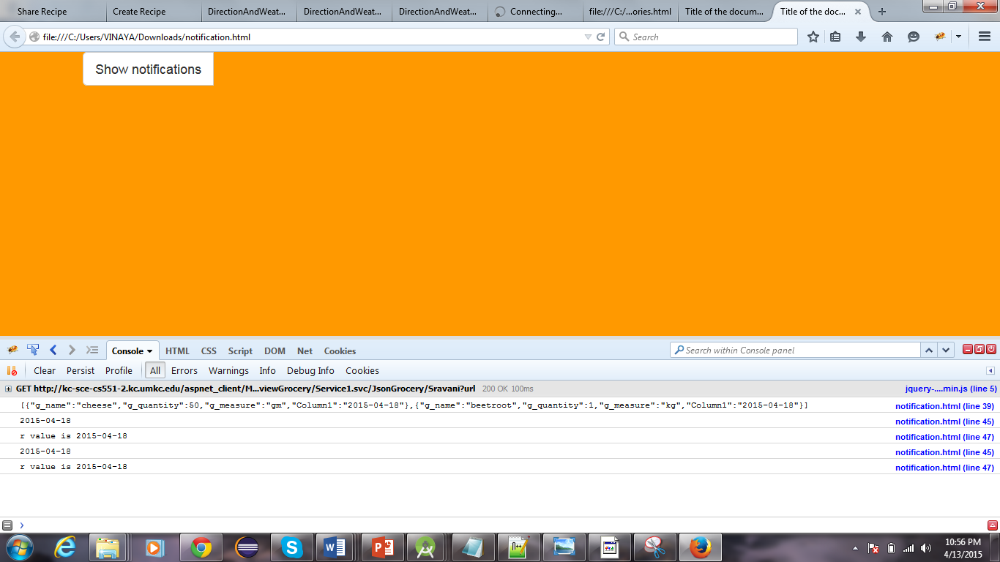 Share Recipe Create Recipe DirectionAndWeat... DirectionAndWeat... DirectionAndWeat... Connecting... file:///C:/...ories.html Title of the docum... Title of the doc...
file:///C:/Users/VINAYA/Downloads/notification.html Search
Show notifications
Console HTML CSS Script DOM Net Cookies Search within Console panel
Clear Persist Profile All Errors Warnings Info Debug Info Cookies
GET http://kc-sce-cs551-2.kc.umkc.edu/aspnet_client/M...viewGrocery/Service1.svc/JsonGrocery/Sravani?url 200 OK 100ms jquery-....min.js (line 5)
[{"g_name":"cheese","g_quantity":50,"g_measure":"gm","Column1":"2015-04-18"},{"g_name":"beetroot","g_quantity":1,"g_measure":"kg","Column1":"2015-04-18"}] notification.html (line 39)
2015-04-18 notification.html (line 45)
r value is 2015-04-18 notification.html (line 47)
2015-04-18 notification.html (line 45)
r value is 2015-04-18 notification.html (line 47)
10:56 PM
4/13/2015